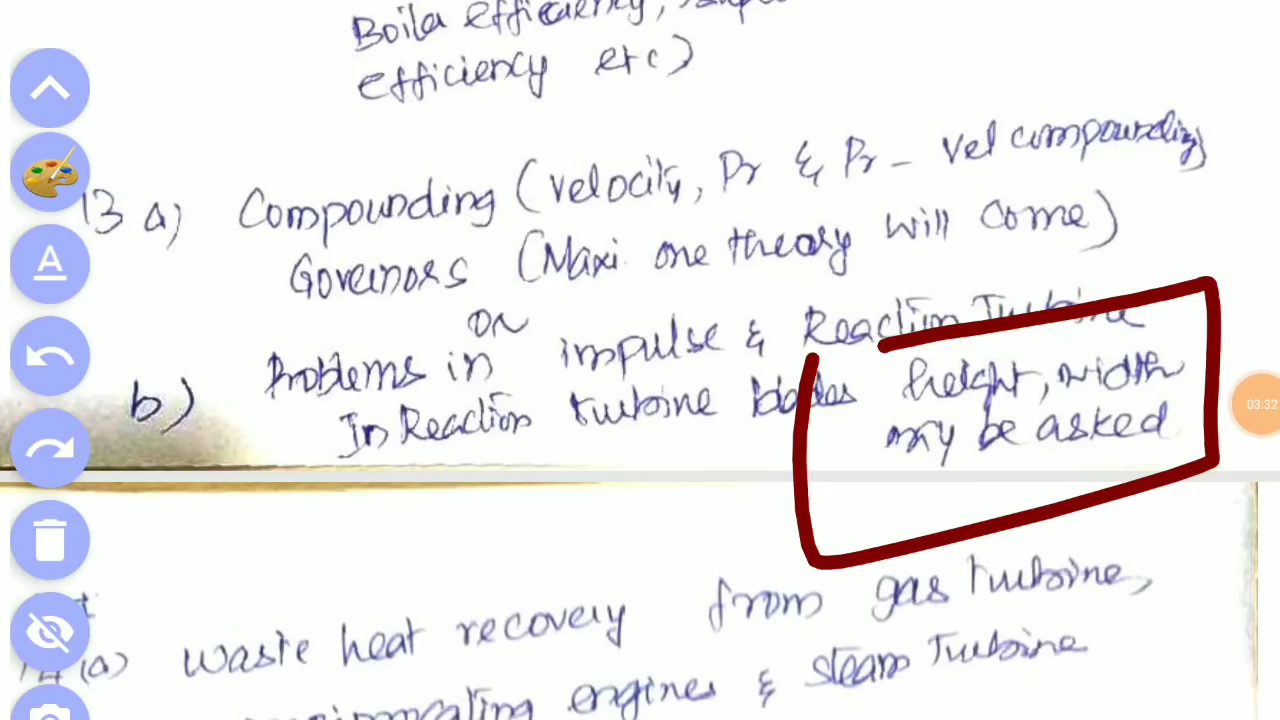 Boiler efficiency,
efficiency etc)
13 a) Compounding (velocity, Pr & Pr - vel compounding
Governors (Maxi one theory will come)
OR
b) Problems in impulse & Reaction Turbine
In Reaction turbine blades height, width
may be asked
A
03:32
14 (a) waste heat recovery from gas turbine,
engines & steam Turbine